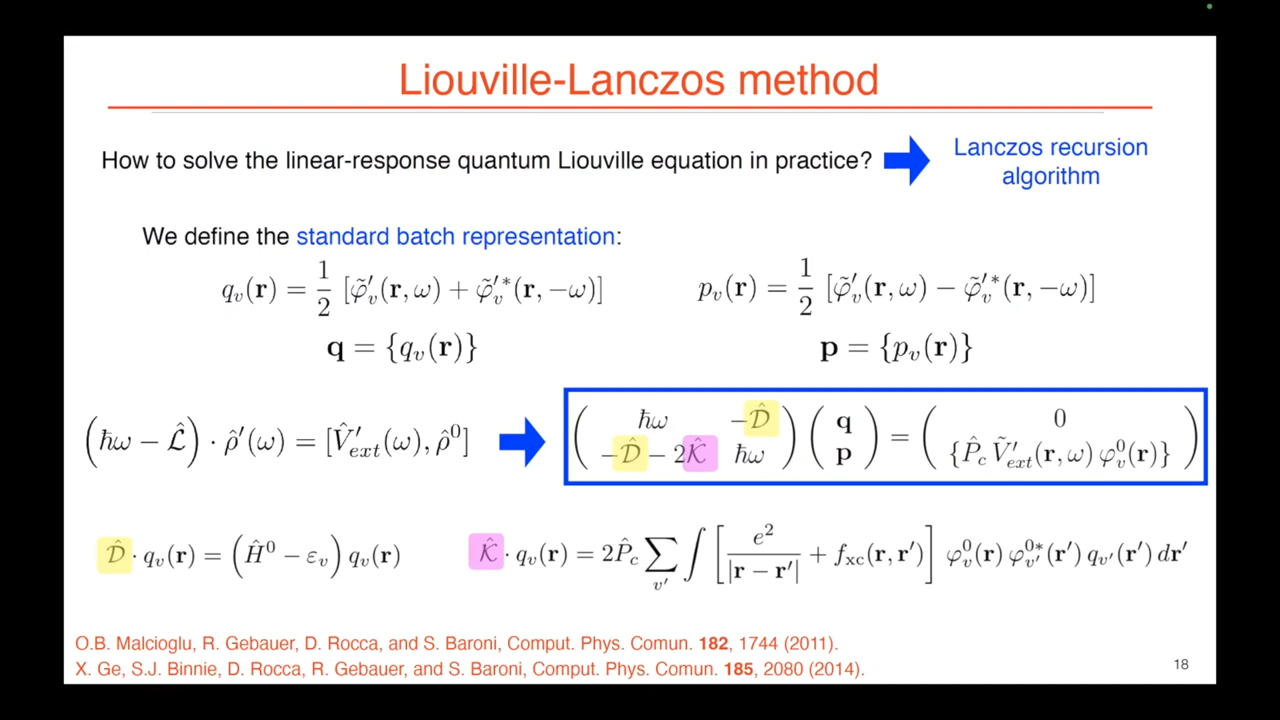 Liouville-Lanczos method
How to solve the linear-response quantum Liouville equation in practice?
Lanczos recursion
algorithm
We define the standard batch representation:
q_v(𝐫) = 1/2 [φ̃′_v(𝐫, ω) + φ̃′*_v(𝐫, −ω)]
p_v(𝐫) = 1/2 [φ̃′_v(𝐫, ω) − φ̃′*_v(𝐫, −ω)]
𝐪 = {q_v(𝐫)}
𝐩 = {p_v(𝐫)}
(ħω − ℒ̂) · ρ̂′(ω) = [V̂′_ext(ω), ρ̂⁰]
( ħω −𝒟̂ ) ( 𝐪 ) = ( 0 )
( −𝒟̂ − 2𝒦̂ ħω ) ( 𝐩 ) ( {P̂_c Ṽ′_ext(𝐫, ω) φ⁰_v(𝐫)} )
𝒟̂ · q_v(𝐫) = (Ĥ⁰ − ε_v) q_v(𝐫)
𝒦̂ · q_v(𝐫) = 2P̂_c ∑_v′ ∫ [e²/|𝐫 − 𝐫′| + f_xc(𝐫, 𝐫′)] φ⁰_v(𝐫) φ⁰*_v′(𝐫′) q_v′(𝐫′) d𝐫′
O.B. Malcioglu, R. Gebauer, D. Rocca, and S. Baroni, Comput. Phys. Comun. 182, 1744 (2011).
X. Ge, S.J. Binnie, D. Rocca, R. Gebauer, and S. Baroni, Comput. Phys. Comun. 185, 2080 (2014).
18